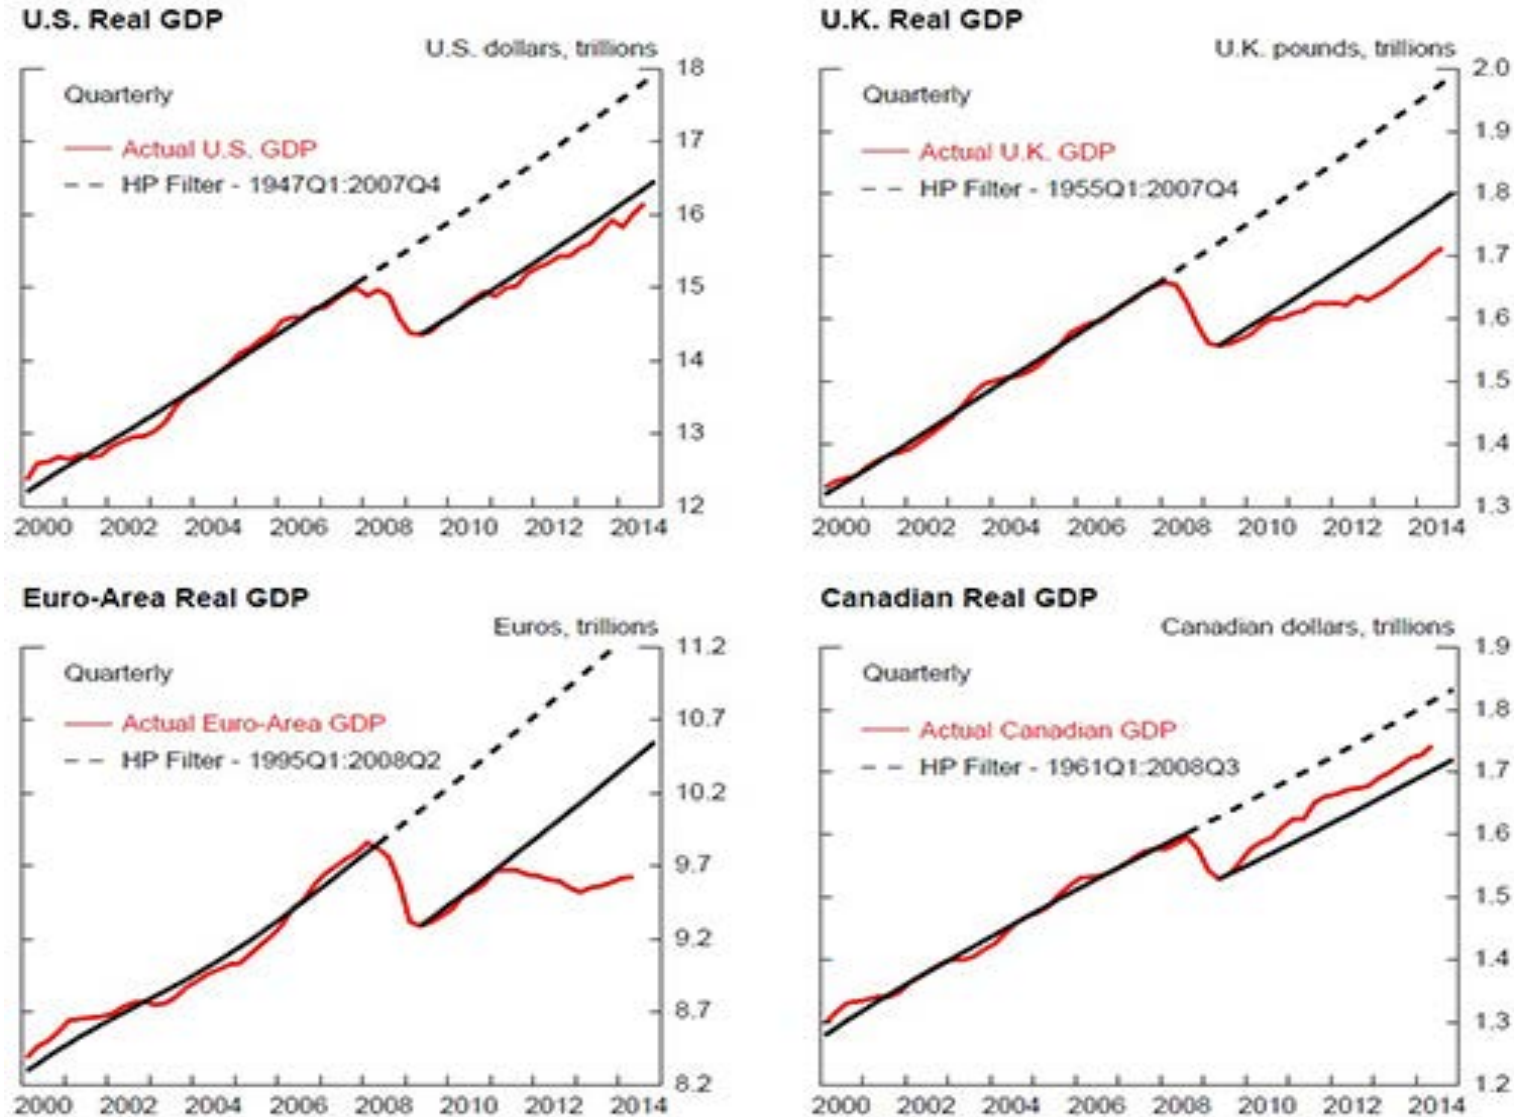 U.S. Real GDP
U.S. dollars, trillions
Quarterly
Actual U.S. GDP
HP Filter - 1947Q1:2007Q4
18
17
16
15
14
13
12
2000 2002 2004 2006 2008 2010 2012 2014
U.K. Real GDP
U.K. pounds, trillions
Quarterly
Actual U.K. GDP
HP Filter - 1955Q1:2007Q4
2.0
1.9
1.8
1.7
1.6
1.5
1.4
1.3
2000 2002 2004 2006 2008 2010 2012 2014
Euro-Area Real GDP
Euros, trillions
Quarterly
Actual Euro-Area GDP
HP Filter - 1995Q1:2008Q2
11.2
10.7
10.2
9.7
9.2
8.7
8.2
2000 2002 2004 2006 2008 2010 2012 2014
Canadian Real GDP
Canadian dollars, trillions
Quarterly
Actual Canadian GDP
HP Filter - 1961Q1:2008Q3
1.9
1.8
1.7
1.6
1.5
1.4
1.3
1.2
2000 2002 2004 2006 2008 2010 2012 2014